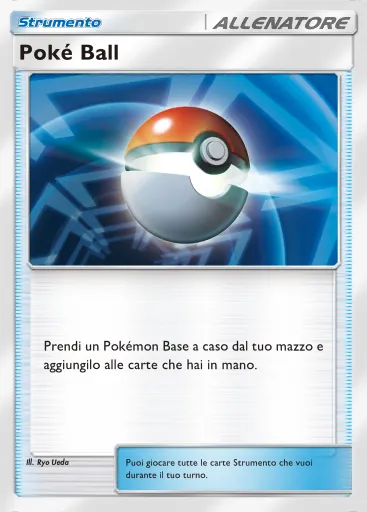 Strumento
ALLENATORE
Poké Ball
Prendi un Pokémon Base a caso dal tuo mazzo e
aggiungilo alle carte che hai in mano.
Ill. Ryo Ueda
Puoi giocare tutte le carte Strumento che vuoi
durante il tuo turno.